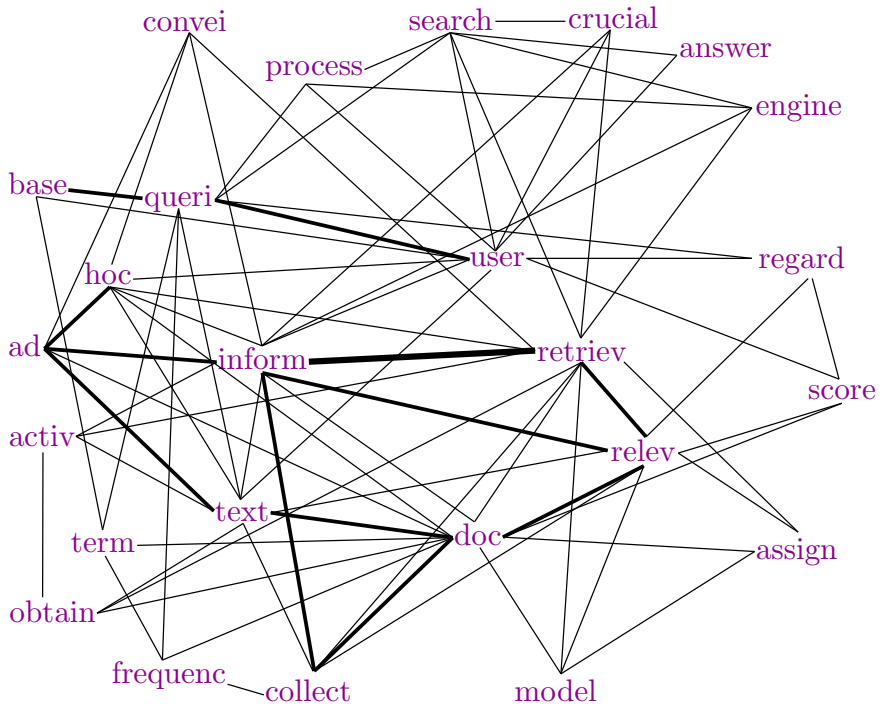 convei
search
crucial
answer
process
engine
base
queri
user
regard
hoc
ad
inform
retriev
score
activ
relev
text
term
doc
assign
obtain
frequenc
collect
model